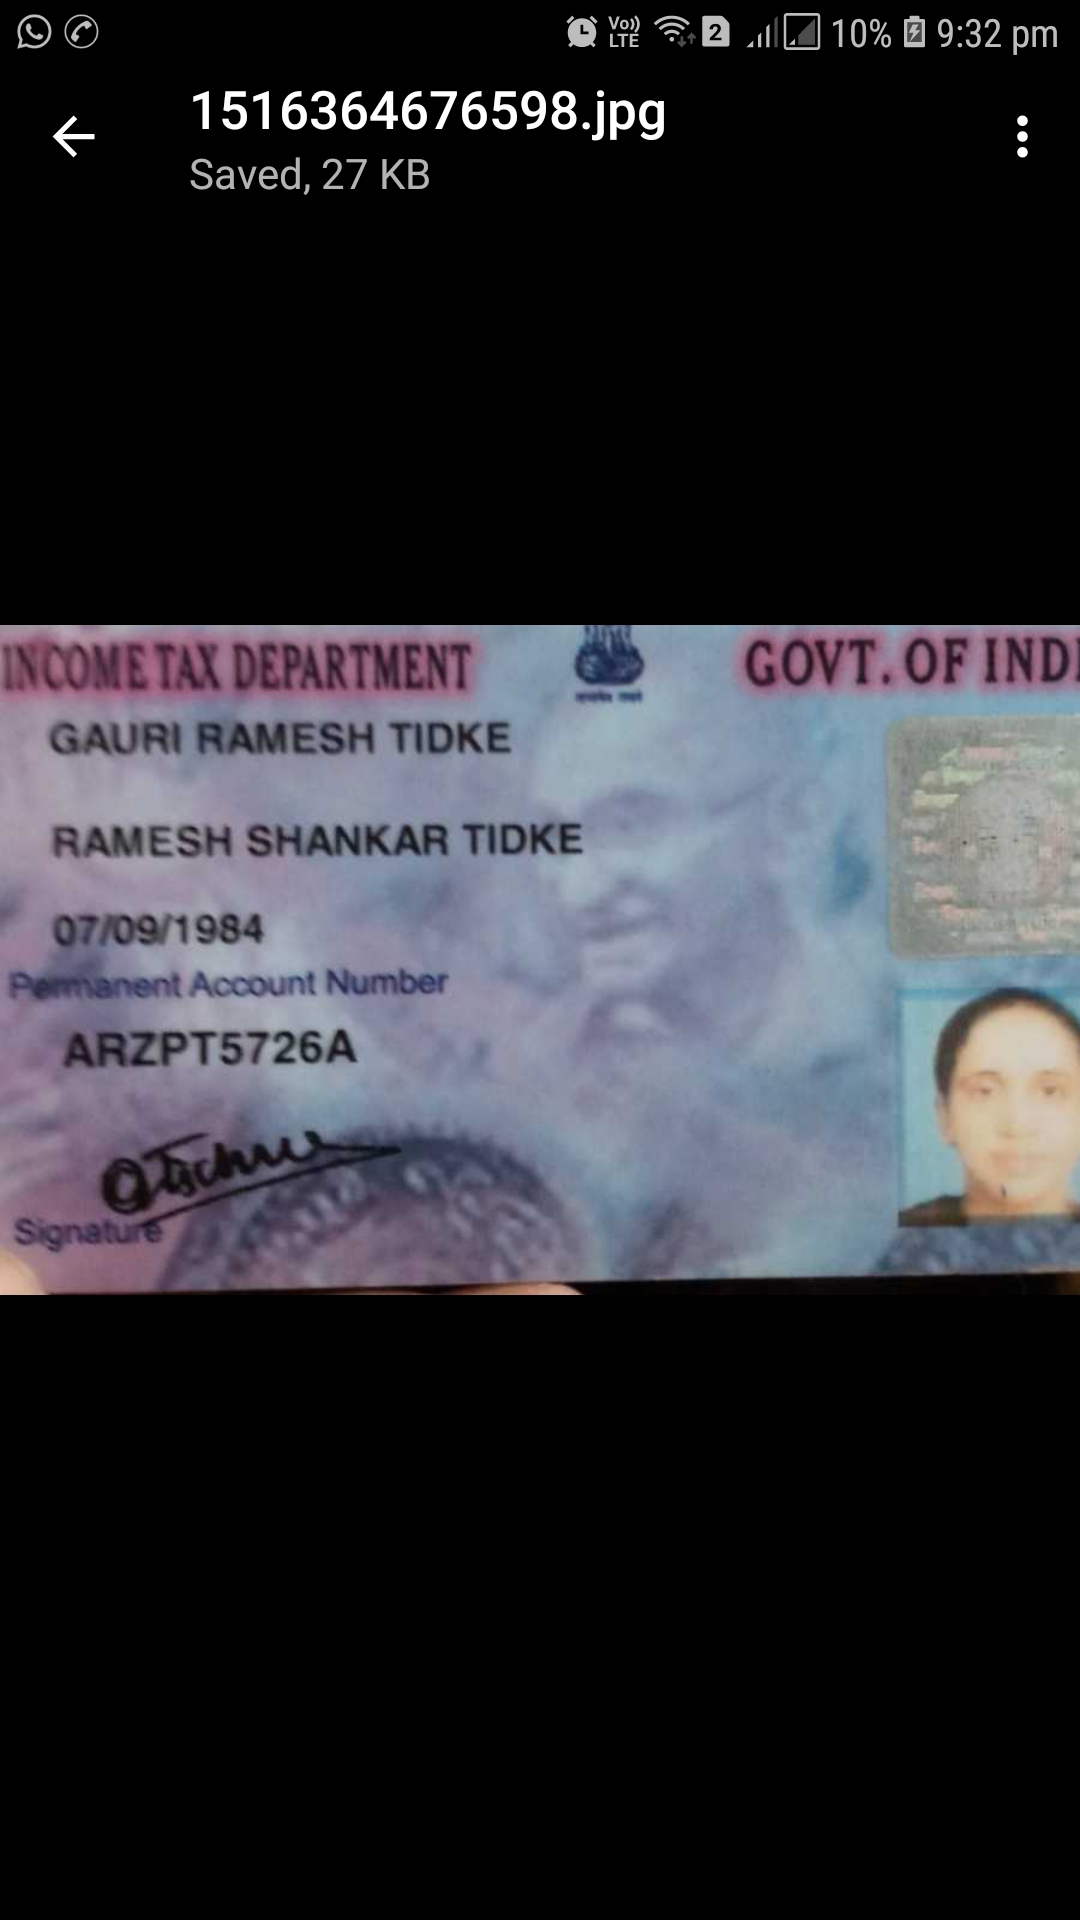 Vo)) LTE 2 10% 9:32 pm
1516364676598.jpg
Saved, 27 KB
INCOME TAX DEPARTMENT
GOVT. OF INDI
GAURI RAMESH TIDKE
RAMESH SHANKAR TIDKE
07/09/1984
Permanent Account Number
ARZPT5726A
Signature